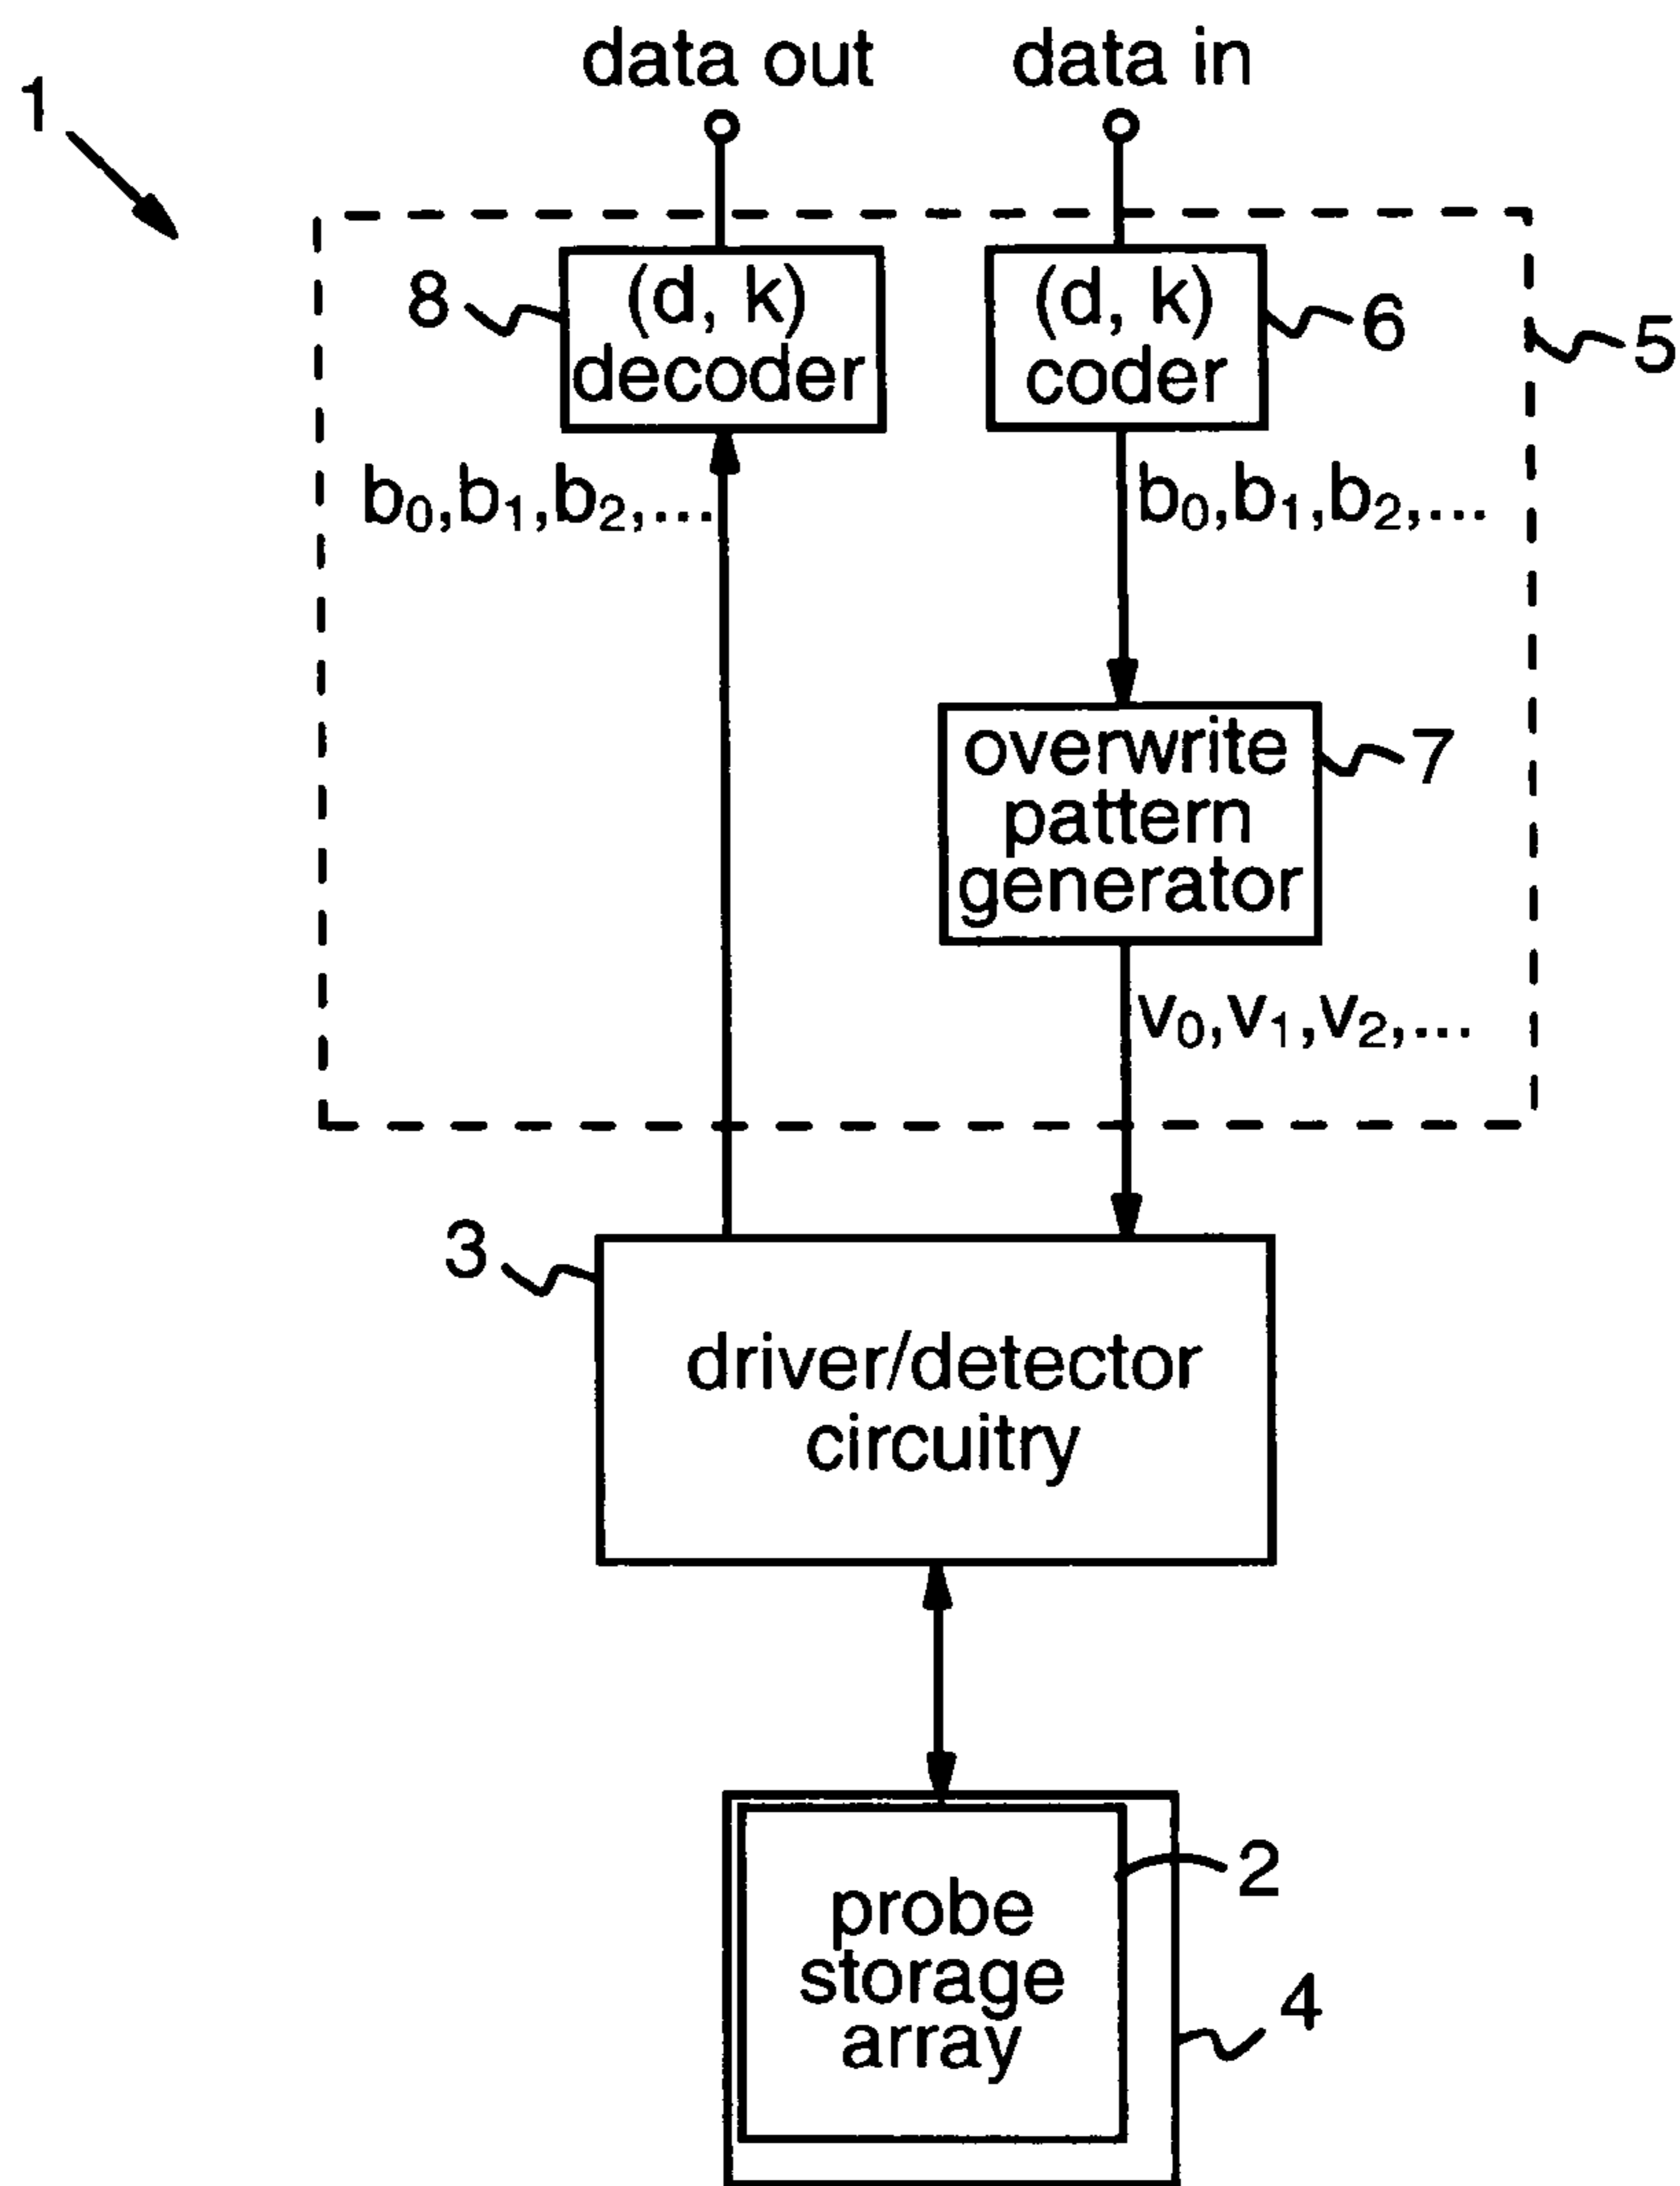 data out
data in
1
8
(d, k)
decoder
(d, k)
coder
6
5
b₀,b₁,b₂,...
b₀,b₁,b₂,...
overwrite
pattern
generator
7
v₀,v₁,v₂,...
3
driver/detector
circuitry
probe
storage
array
2
4